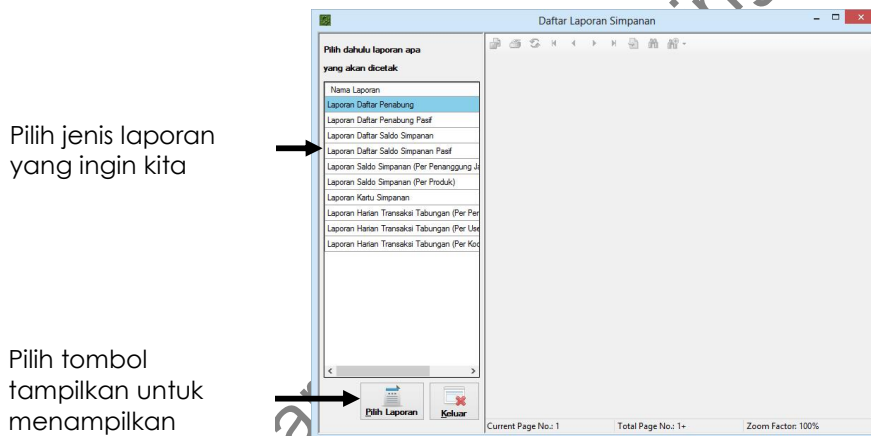 Daftar Laporan Simpanan
Pilih dahulu laporan apa
yang akan dicetak
Nama Laporan
Laporan Daftar Penabung
Laporan Daftar Penabung Pasif
Laporan Daftar Saldo Simpanan
Laporan Daftar Saldo Simpanan Pasif
Laporan Saldo Simpanan (Per Penanggung Ja
Laporan Saldo Simpanan (Per Produk)
Laporan Kartu Simpanan
Laporan Harian Transaksi Tabungan (Per Per
Laporan Harian Transaksi Tabungan (Per Use
Laporan Harian Transaksi Tabungan (Per Kod
Pilih Laporan
Keluar
Current Page No.: 1
Total Page No.: 1+
Zoom Factor: 100%
Pilih jenis laporan
yang ingin kita
Pilih tombol
tampilkan untuk
menampilkan